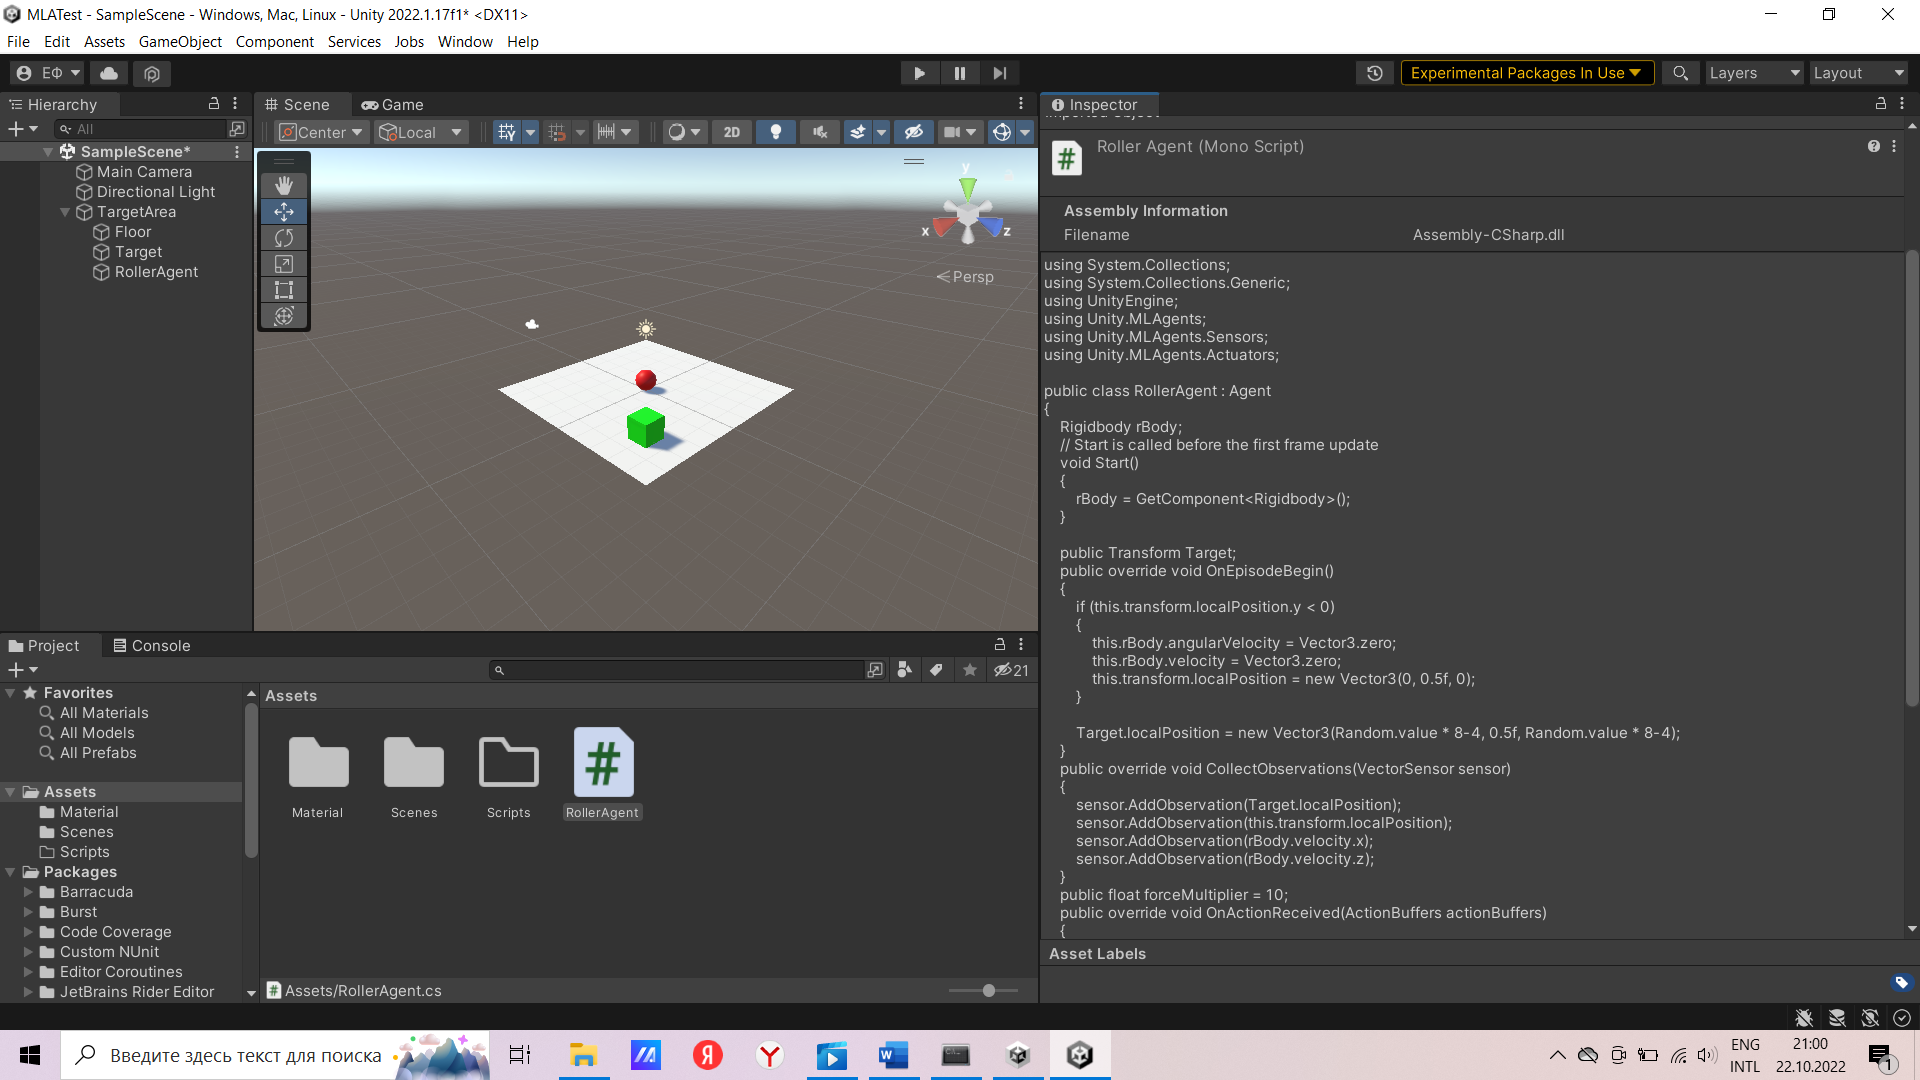 MLATest - SampleScene - Windows, Mac, Linux - Unity 2022.1.17f1* <DX11>
File Edit Assets GameObject Component Services Jobs Window Help
ЕФ
Experimental Packages In Use
Layers
Layout
Hierarchy
All
SampleScene*
Main Camera
Directional Light
TargetArea
Floor
Target
RollerAgent
Scene
Game
Center
Local
2D
y
x
z
Persp
Project
Console
21
Favorites
All Materials
All Models
All Prefabs
Assets
Material
Scenes
Scripts
Packages
Barracuda
Burst
Code Coverage
Custom NUnit
Editor Coroutines
JetBrains Rider Editor
Assets
Material
Scenes
Scripts
RollerAgent
Assets/RollerAgent.cs
Inspector
Imported Object
Roller Agent (Mono Script)
Assembly Information
Filename Assembly-CSharp.dll
using System.Collections;
using System.Collections.Generic;
using UnityEngine;
using Unity.MLAgents;
using Unity.MLAgents.Sensors;
using Unity.MLAgents.Actuators;
public class RollerAgent : Agent
{
Rigidbody rBody;
// Start is called before the first frame update
void Start()
{
rBody = GetComponent<Rigidbody>();
}
public Transform Target;
public override void OnEpisodeBegin()
{
if (this.transform.localPosition.y < 0)
{
this.rBody.angularVelocity = Vector3.zero;
this.rBody.velocity = Vector3.zero;
this.transform.localPosition = new Vector3(0, 0.5f, 0);
}
Target.localPosition = new Vector3(Random.value * 8-4, 0.5f, Random.value * 8-4);
}
public override void CollectObservations(VectorSensor sensor)
{
sensor.AddObservation(Target.localPosition);
sensor.AddObservation(this.transform.localPosition);
sensor.AddObservation(rBody.velocity.x);
sensor.AddObservation(rBody.velocity.z);
}
public float forceMultiplier = 10;
public override void OnActionReceived(ActionBuffers actionBuffers)
{
Asset Labels
Введите здесь текст для поиска
ENG
INTL
21:00
22.10.2022
1